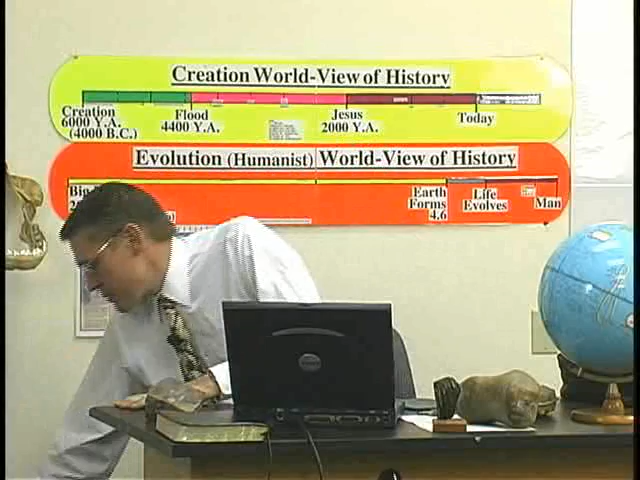 Creation World-View of History
Creation
6000 Y.A.
(4000 B.C.)
Flood
4400 Y.A.
Jesus
2000 Y.A.
Today
Evolution (Humanist) World-View of History
Earth
Forms
4.6
Life
Evolves
Man